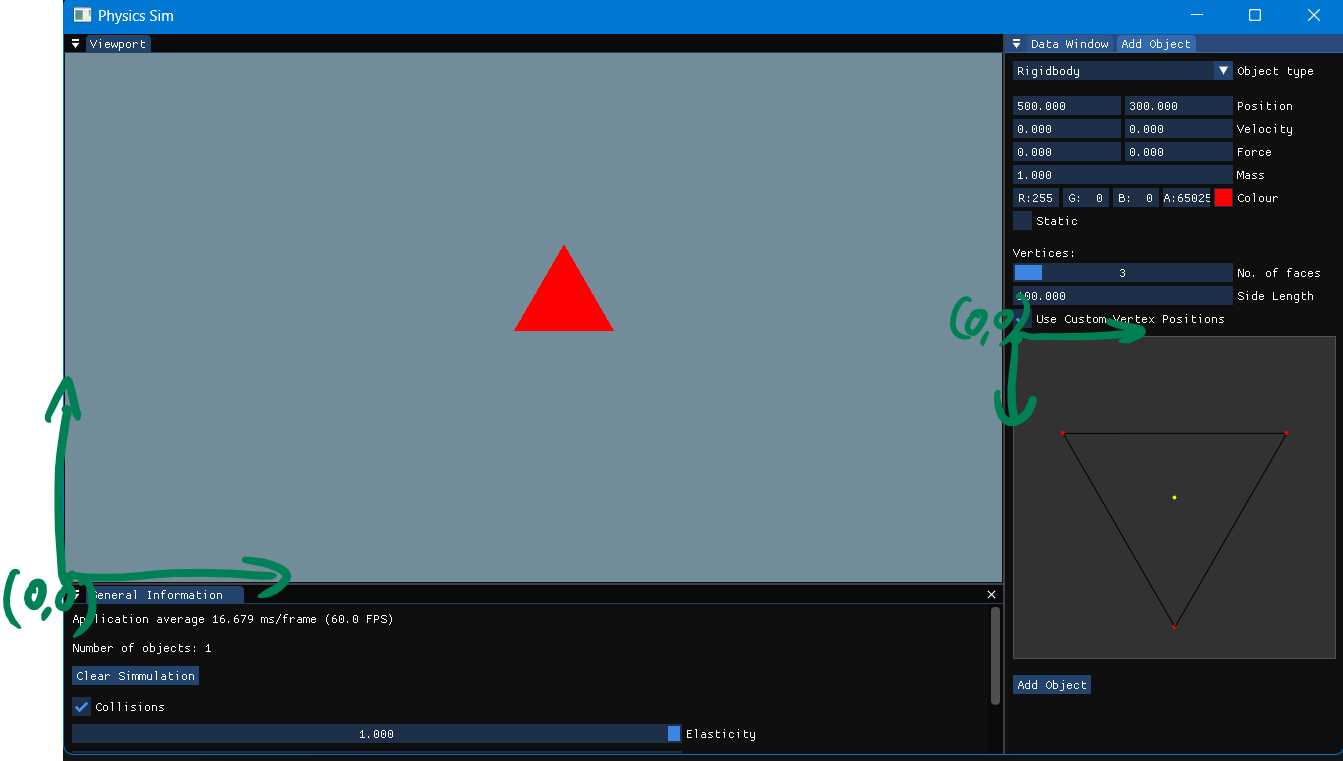 Physics Sim
Viewport
Data Window Add Object
Rigidbody Object type
500.000 300.000 Position
0.000 0.000 Velocity
0.000 0.000 Force
1.000 Mass
R:255 G: 0 B: 0 A:65025 Colour
Static
Vertices:
3 No. of faces
100.000 Side Length
Use Custom Vertex Positions
(0,0)
(0,0)
General Information
Application average 16.679 ms/frame (60.0 FPS)
Number of objects: 1
Clear Simmulation
Collisions
1.000 Elasticity
Add Object